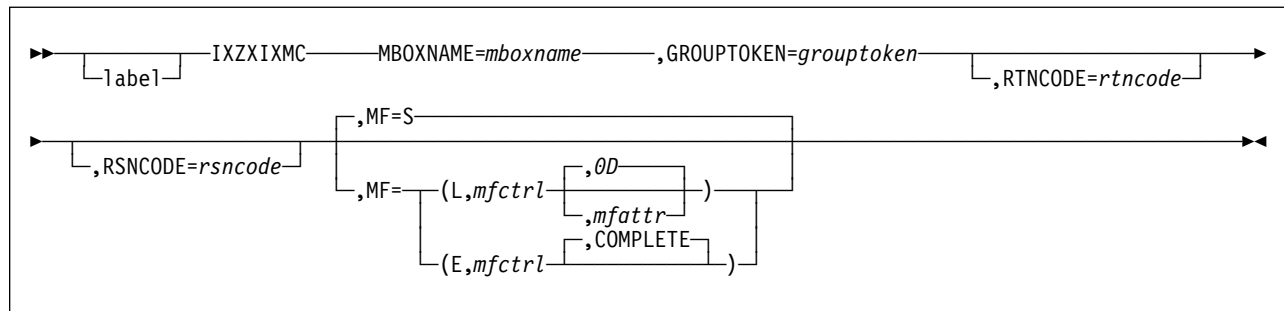 IXZXIXMC MBOXNAME=mboxname ,GROUPTOKEN=grouptoken
label ,RTNCODE=rtncode
,MF=S
,RSNCODE=rsncode ,0D
,MF= (L,mfctrl )
,mfattr
,COMPLETE
(E,mfctrl )